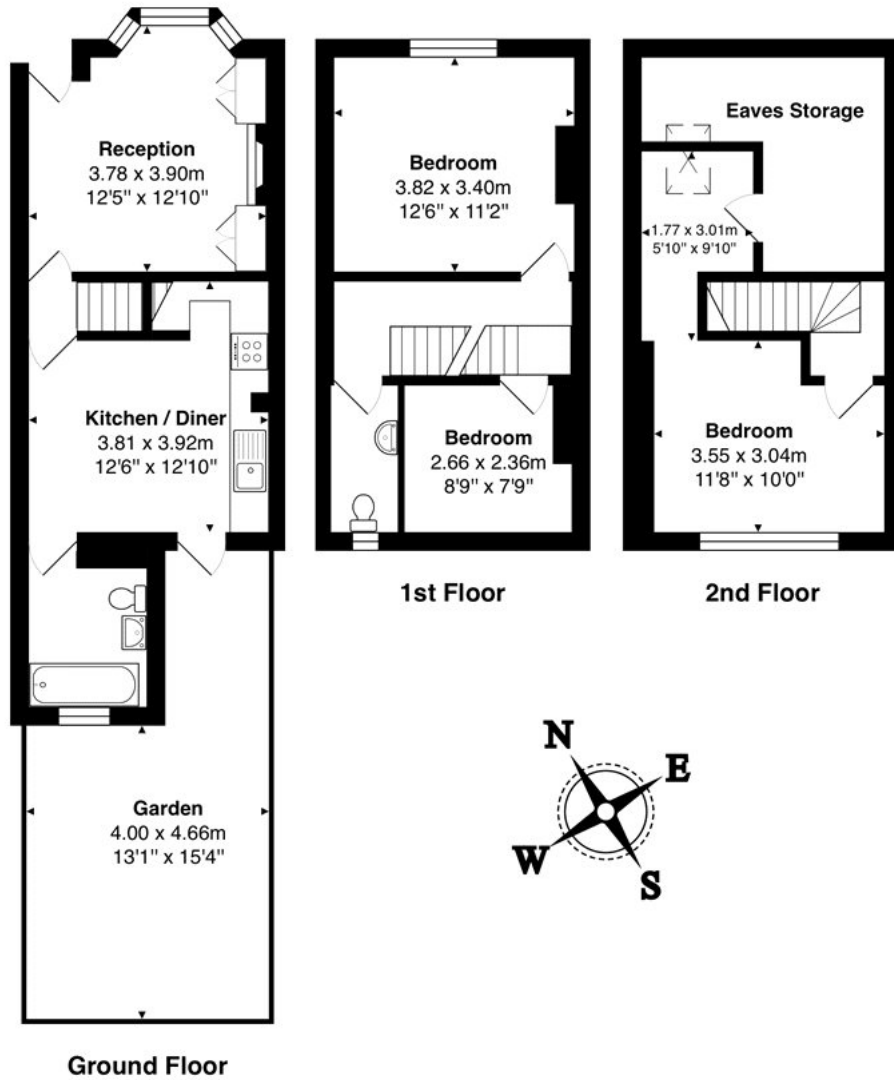 Reception
3.78 x 3.90m
12'5" x 12'10"
Kitchen / Diner
3.81 x 3.92m
12'6" x 12'10"
Garden
4.00 x 4.66m
13'1" x 15'4"
Ground Floor
Bedroom
3.82 x 3.40m
12'6" x 11'2"
Bedroom
2.66 x 2.36m
8'9" x 7'9"
1st Floor
Eaves Storage
1.77 x 3.01m
5'10" x 9'10"
Bedroom
3.55 x 3.04m
11'8" x 10'0"
2nd Floor
N
E
W
S